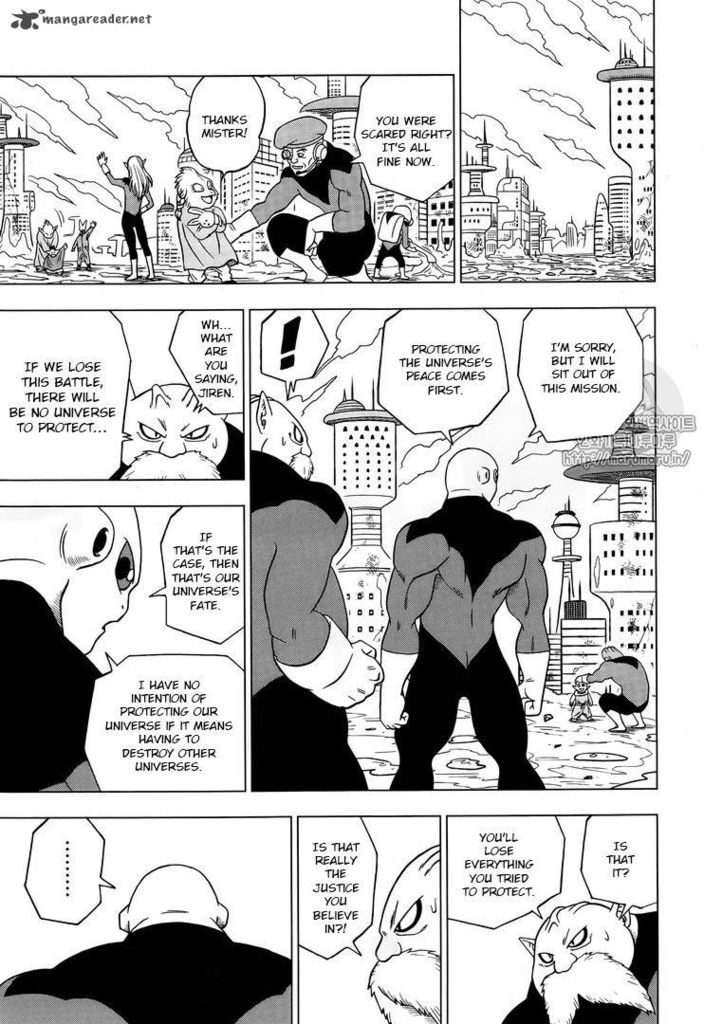 mangareader.net
YOU WERE
SCARED RIGHT?
IT'S ALL
FINE NOW.
THANKS
MISTER!
I'M SORRY,
BUT I WILL
SIT OUT OF
THIS MISSION.
PROTECTING
THE UNIVERSE'S
PEACE COMES
FIRST.
!
WH...
WHAT
ARE
YOU
SAYING,
JIREN.
IF WE LOSE
THIS BATTLE,
THERE WILL
BE NO UNIVERSE
TO PROTECT...
IF
THAT'S THE
CASE, THEN
THAT'S OUR
UNIVERSE'S
FATE.
I HAVE NO
INTENTION OF
PROTECTING OUR
UNIVERSE IF IT MEANS
HAVING TO
DESTROY OTHER
UNIVERSES.
IS
THAT
IT?
YOU'LL
LOSE
EVERYTHING
YOU TRIED
TO PROTECT.
IS THAT
REALLY
THE
JUSTICE
YOU
BELIEVE
IN?!
......
http://marumaru.in/